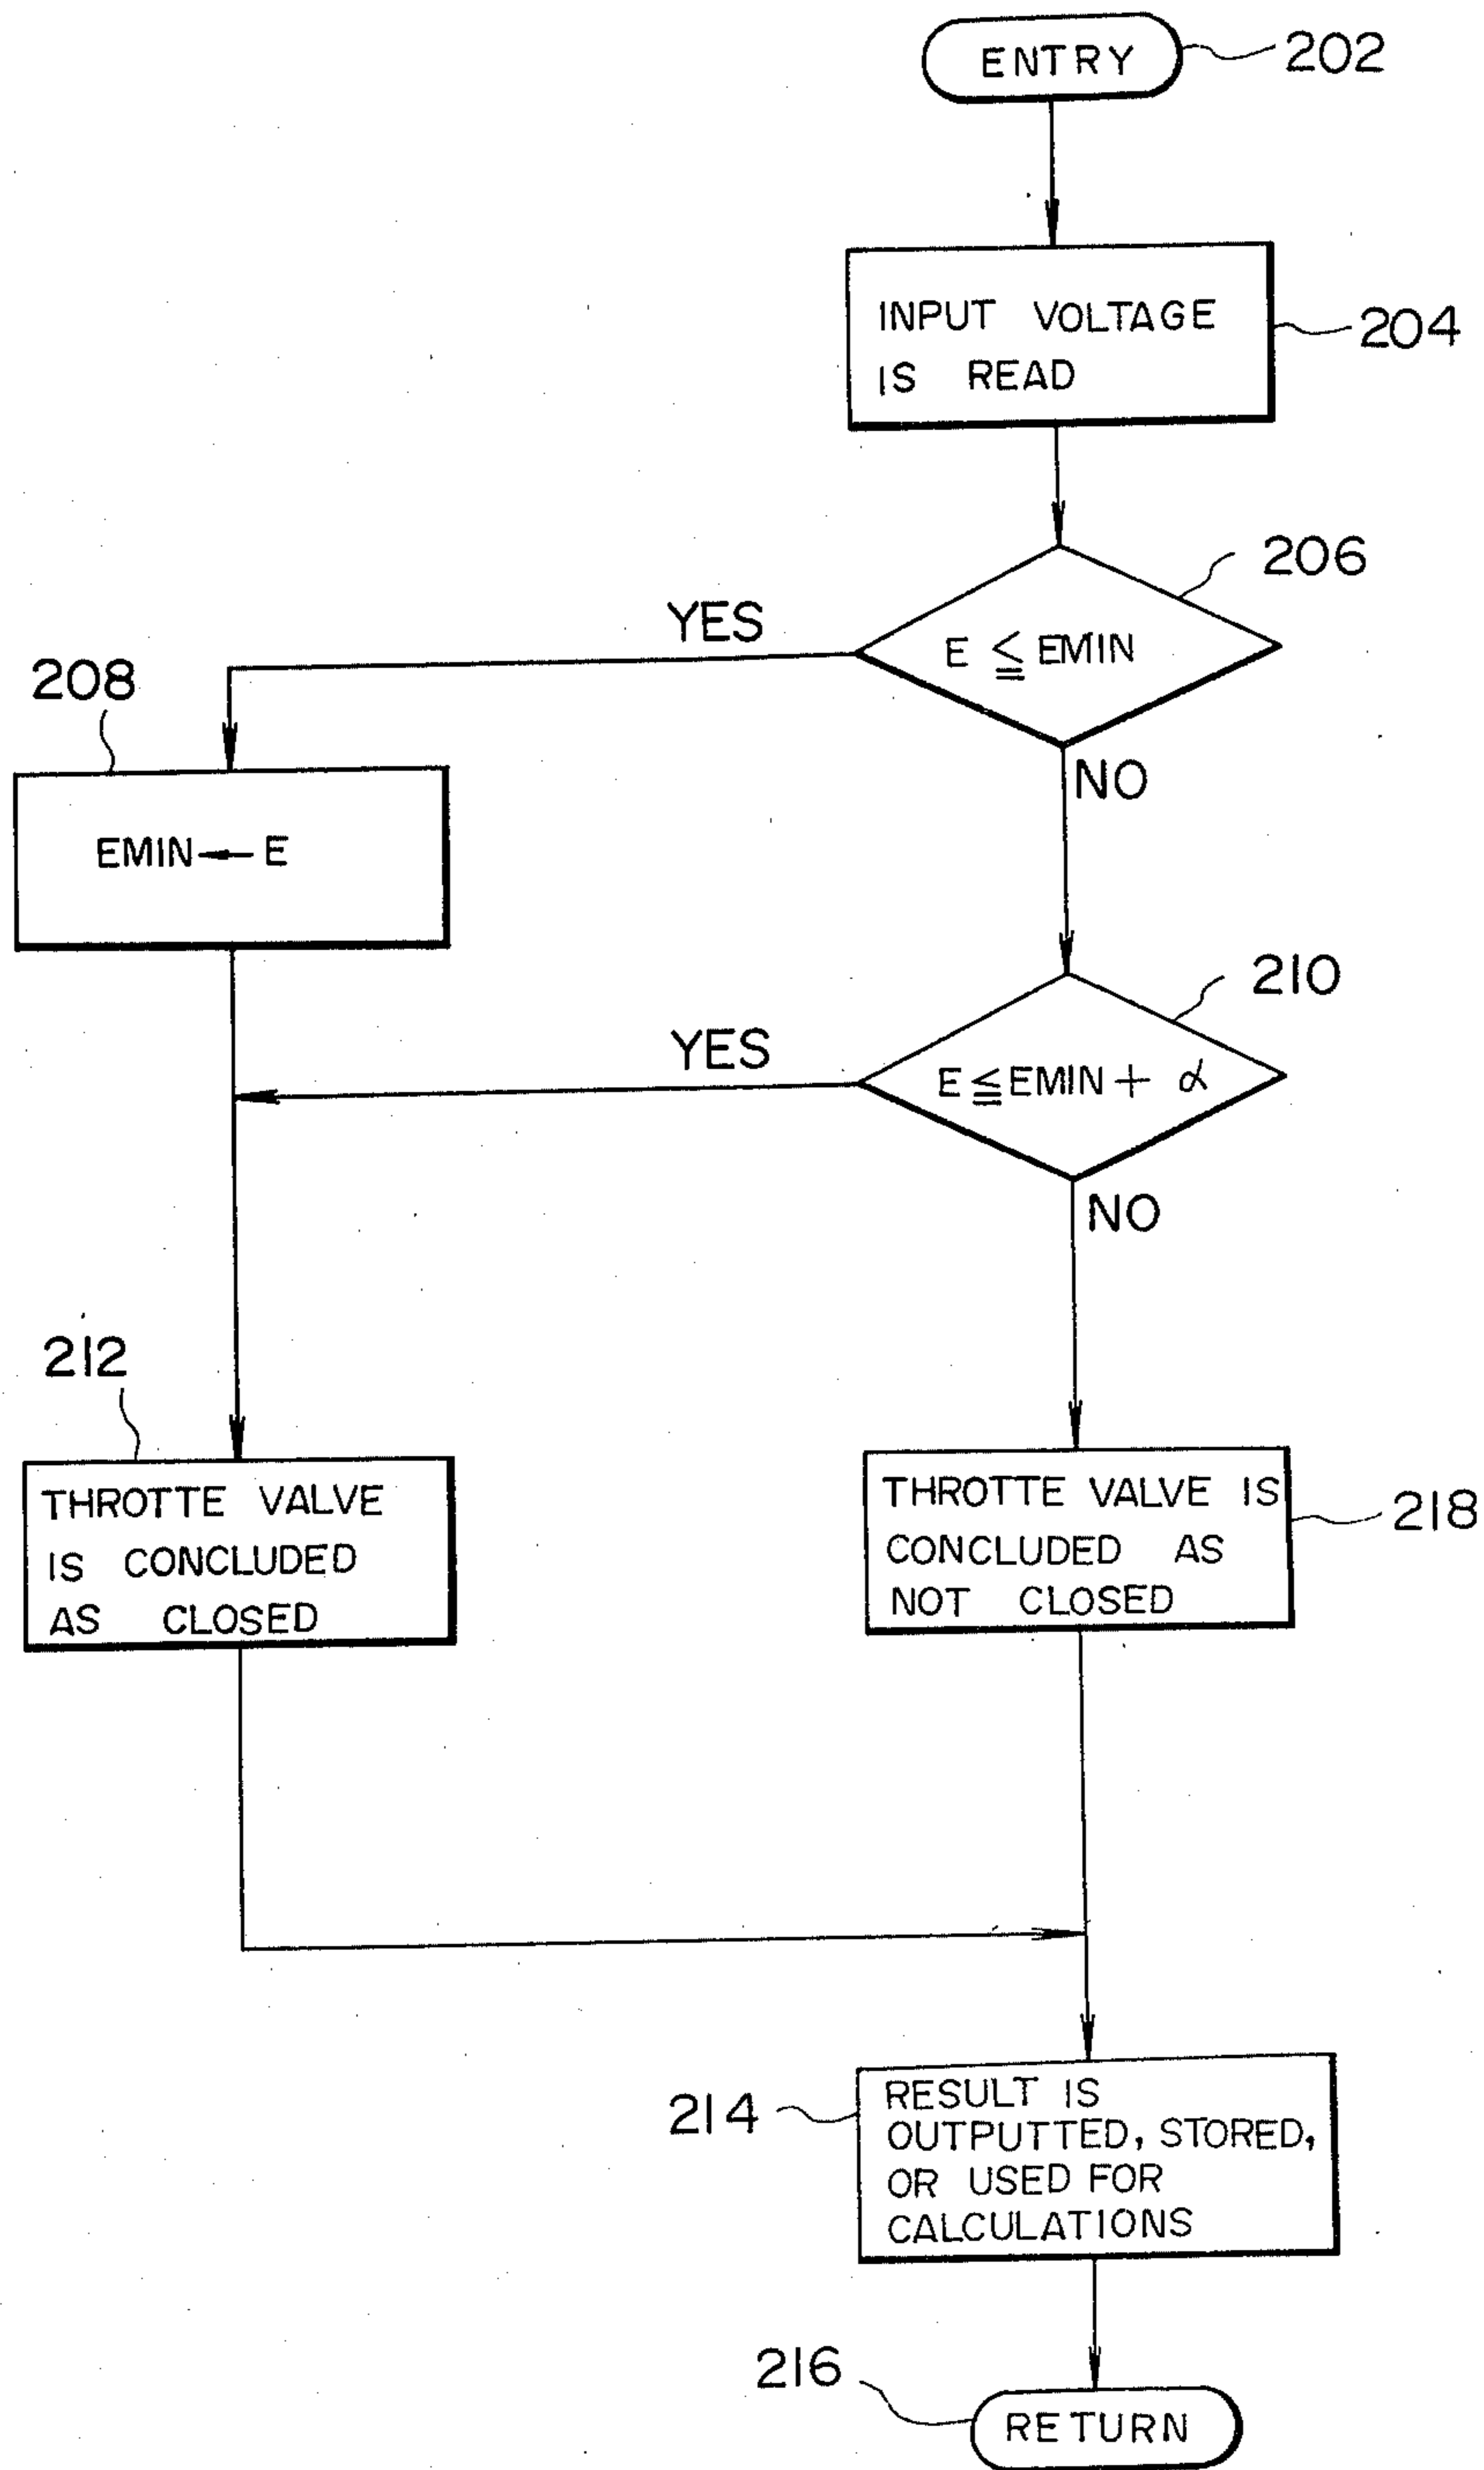 ENTRY
202
INPUT VOLTAGE
IS READ
204
206
YES
E ≦ EMIN
208
NO
EMIN ← E
210
YES
E ≦ EMIN + α
NO
212
THROTTE VALVE
IS CONCLUDED
AS CLOSED
THROTTE VALVE IS
CONCLUDED AS
NOT CLOSED
218
214
RESULT IS
OUTPUTTED, STORED,
OR USED FOR
CALCULATIONS
216
RETURN